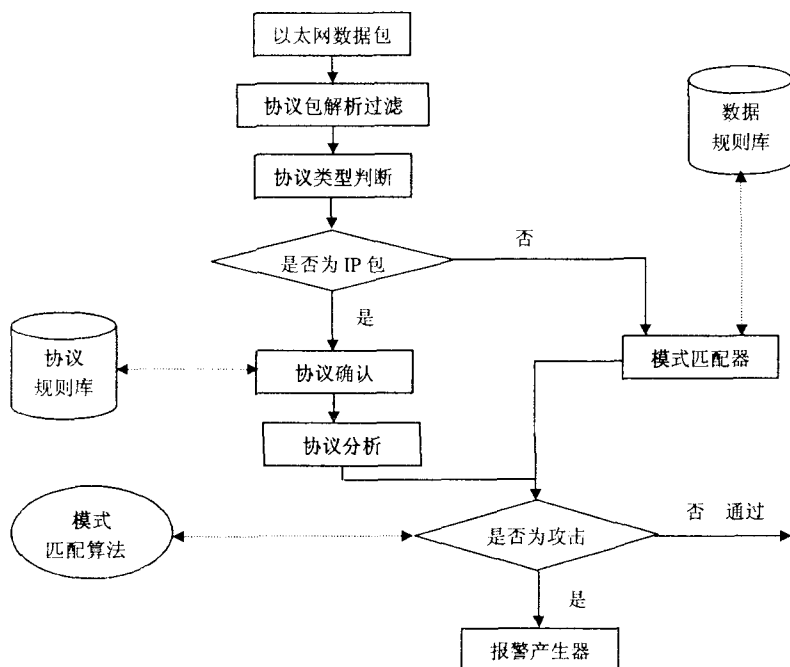 以太网数据包
协议包解析过滤
数据
规则库
协议类型判断
否
是否为 IP 包
是
协议
规则库
协议确认
模式匹配器
协议分析
模式
匹配算法
是否为攻击
否 通过
是
报警产生器